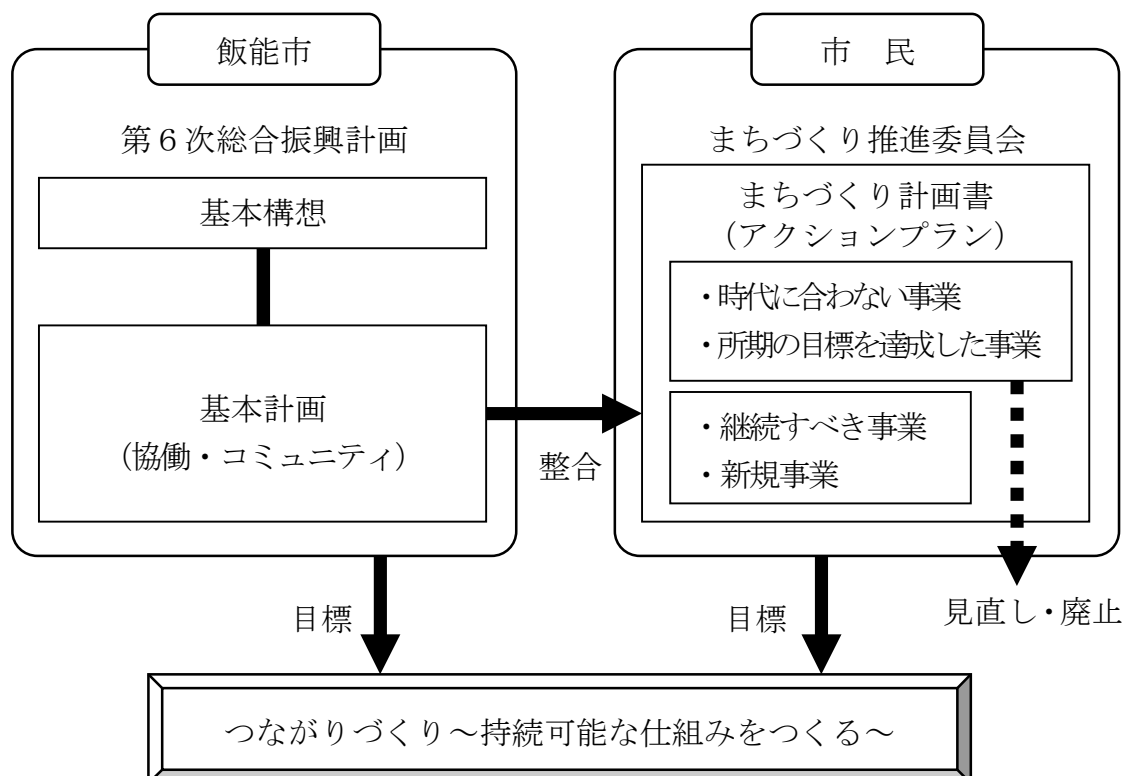 飯能市
第６次総合振興計画
基本構想
基本計画
（協働・コミュニティ）
整合
市　民
まちづくり推進委員会
まちづくり計画書
（アクションプラン）
・時代に合わない事業
・所期の目標を達成した事業
・継続すべき事業
・新規事業
目標
目標
見直し・廃止
つながりづくり～持続可能な仕組みをつくる～